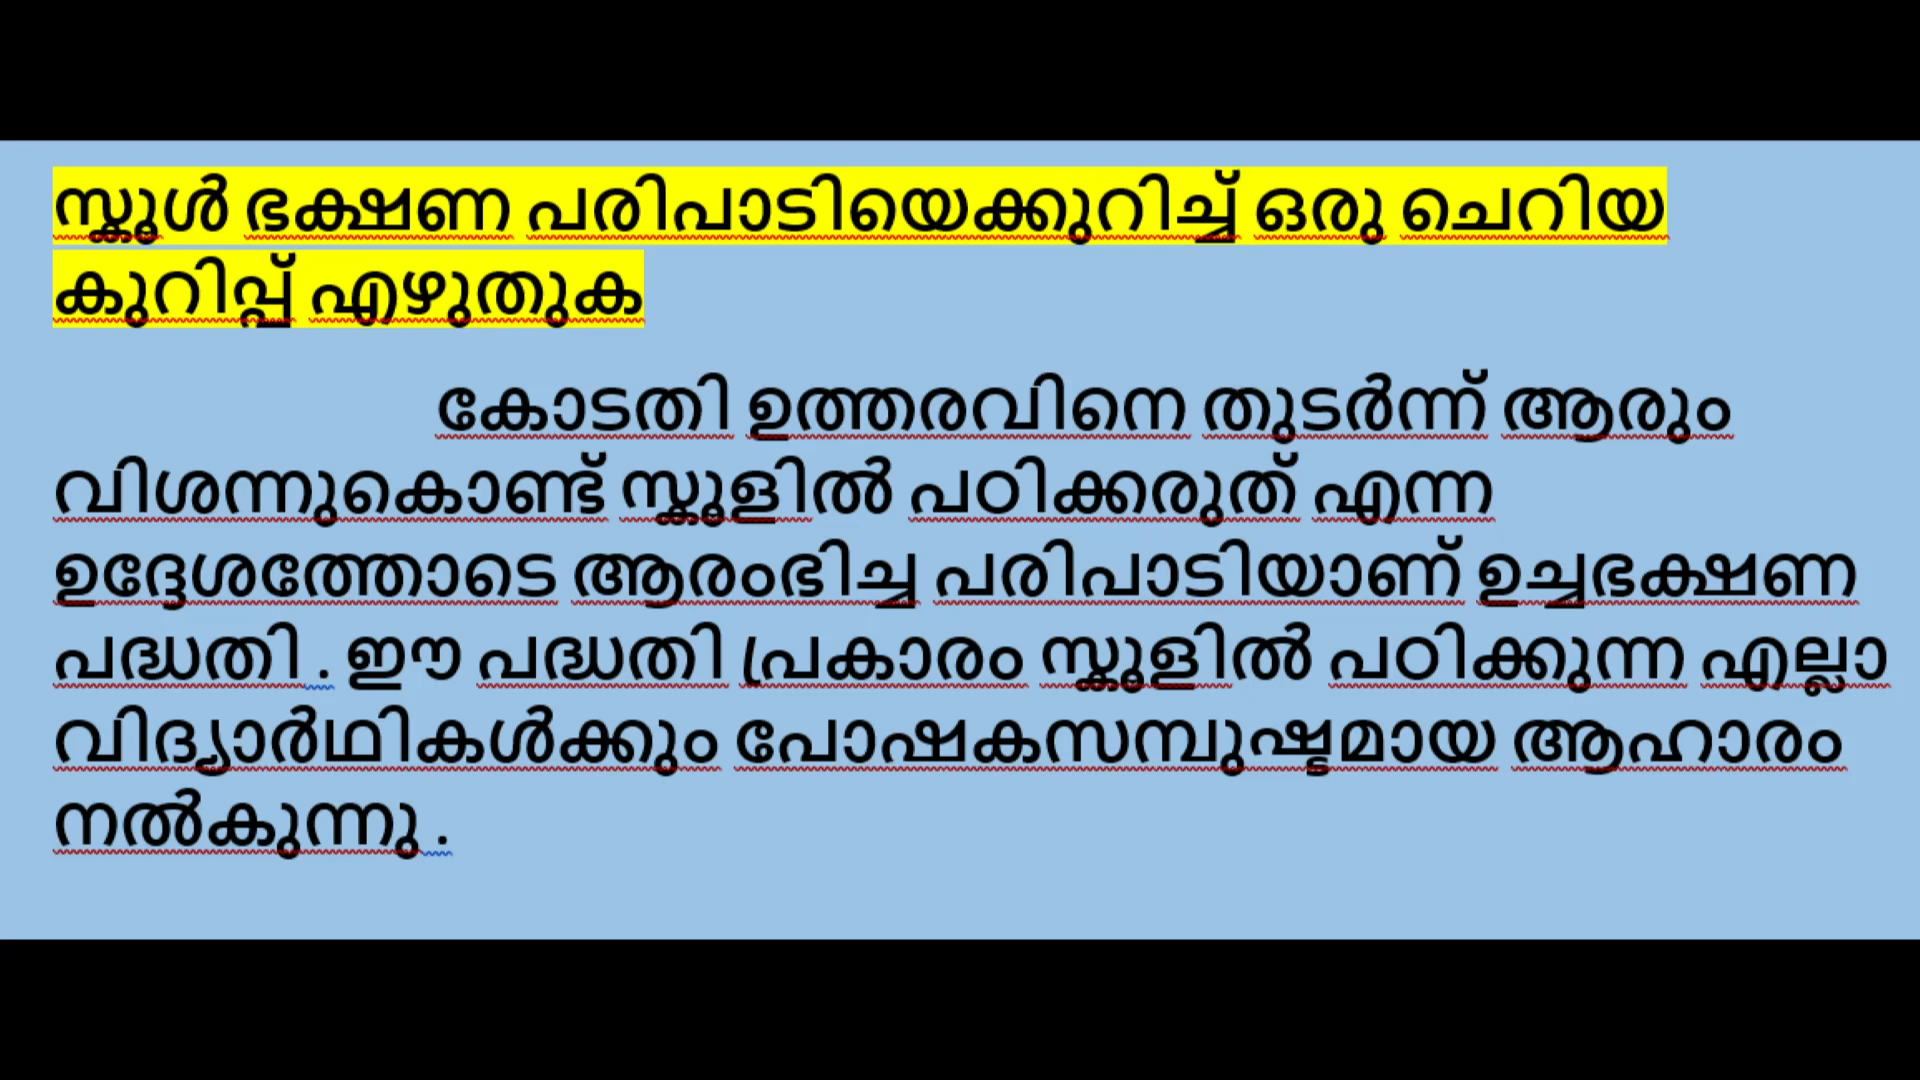 സ്കൂൾ ഭക്ഷണ പരിപാടിയെക്കുറിച്ച് ഒരു ചെറിയ
കുറിപ്പ് എഴുതുക
കോടതി ഉത്തരവിനെ തുടർന്ന് ആരും
വിശന്നുകൊണ്ട് സ്കൂളിൽ പഠിക്കരുത് എന്ന
ഉദ്ദേശത്തോടെ ആരംഭിച്ച പരിപാടിയാണ് ഉച്ചഭക്ഷണ
പദ്ധതി . ഈ പദ്ധതി പ്രകാരം സ്കൂളിൽ പഠിക്കുന്ന എല്ലാ
വിദ്യാർഥികൾക്കും പോഷകസമ്പുഷ്ടമായ ആഹാരം
നൽകുന്നു .